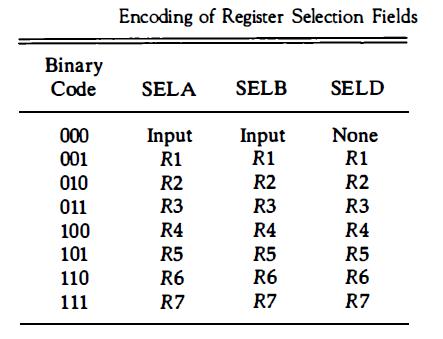 Encoding of Register Selection Fields
Binary
Code SELA SELB SELD
000 Input Input None
001 R1 R1 R1
010 R2 R2 R2
011 R3 R3 R3
100 R4 R4 R4
101 R5 R5 R5
110 R6 R6 R6
111 R7 R7 R7